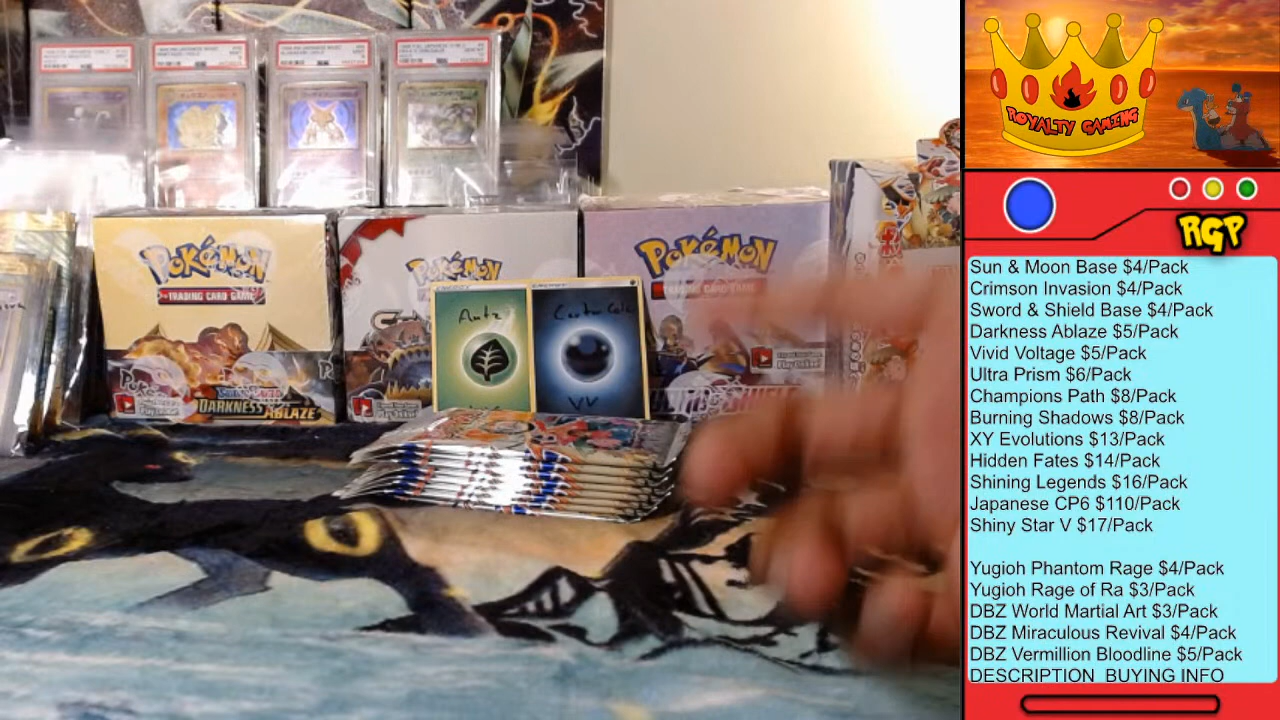 POKéMON
TRADING CARD GAME
DARKNESS ABLAZE
POKéMON
POKéMON
TRADING CARD GAME
Antz
VV
ROYALTY GAMING
RGP
Sun & Moon Base $4/Pack
Crimson Invasion $4/Pack
Sword & Shield Base $4/Pack
Darkness Ablaze $5/Pack
Vivid Voltage $5/Pack
Ultra Prism $6/Pack
Champions Path $8/Pack
Burning Shadows $8/Pack
XY Evolutions $13/Pack
Hidden Fates $14/Pack
Shining Legends $16/Pack
Japanese CP6 $110/Pack
Shiny Star V $17/Pack
Yugioh Phantom Rage $4/Pack
Yugioh Rage of Ra $3/Pack
DBZ World Martial Art $3/Pack
DBZ Miraculous Revival $4/Pack
DBZ Vermillion Bloodline $5/Pack
DESCRIPTION BUYING INFO